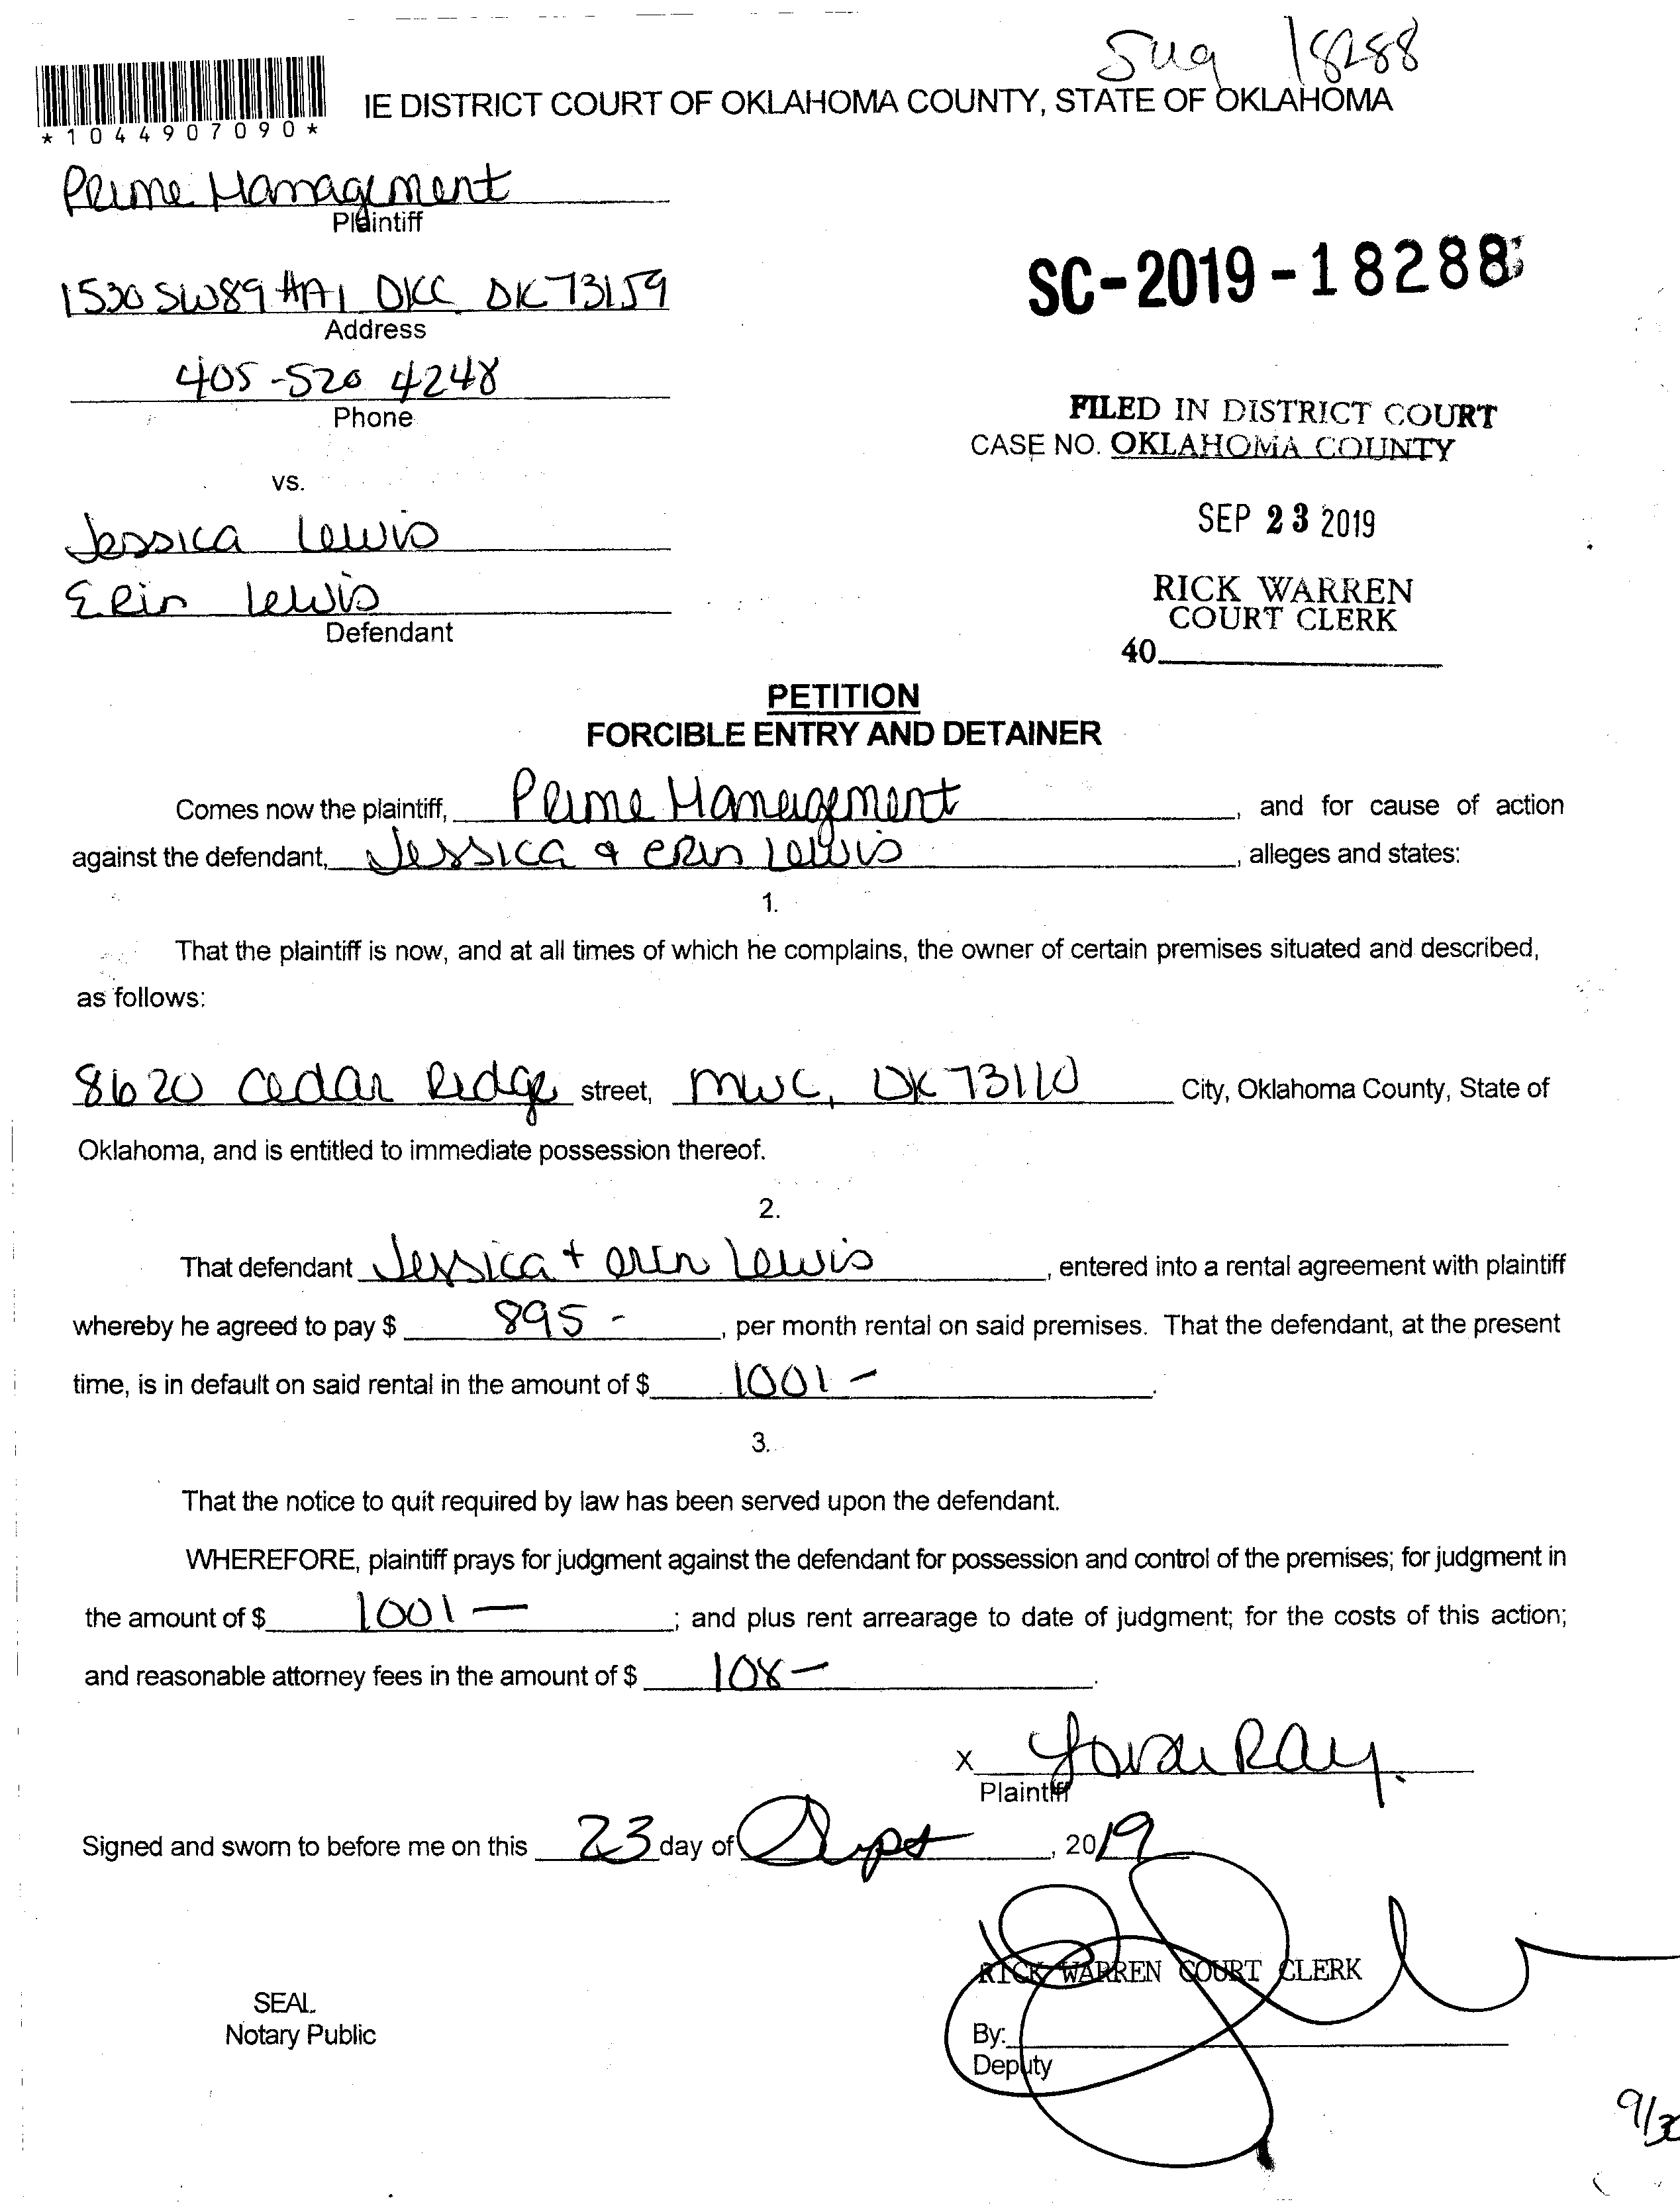 18288
IE DISTRICT COURT OF OKLAHOMA COUNTY, STATE OF OKLAHOMA
*1044907090*
Prime Management
Plaintiff
1530 SW 89 #A1 OKC OK 73159
Address
SC-2019-18288
405-520 4248
Phone
FILED IN DISTRICT COURT
CASE NO. OKLAHOMA COUNTY
vs.
SEP 23 2019
Jessica Lewis
Erin Lewis
Defendant
RICK WARREN
COURT CLERK
40
PETITION
FORCIBLE ENTRY AND DETAINER
Comes now the plaintiff, Prime Management, and for cause of action
against the defendant, Jessica & Erin Lewis, alleges and states:
1.
That the plaintiff is now, and at all times of which he complains, the owner of certain premises situated and described,
as follows:
8620 Cedar Ridge street, MWC, OK 73110 City, Oklahoma County, State of
Oklahoma, and is entitled to immediate possession thereof.
2.
That defendant Jessica + Erin Lewis, entered into a rental agreement with plaintiff
whereby he agreed to pay $ 895 -, per month rental on said premises. That the defendant, at the present
time, is in default on said rental in the amount of $ 1001 -.
3.
That the notice to quit required by law has been served upon the defendant.
WHEREFORE, plaintiff prays for judgment against the defendant for possession and control of the premises; for judgment in
the amount of $ 1001 —; and plus rent arrearage to date of judgment; for the costs of this action;
and reasonable attorney fees in the amount of $ 108 —.
X Ray.
Plaintiff
Signed and sworn to before me on this 23 day of Sept, 2019
RICK WARREN COURT CLERK
SEAL
Notary Public
By:
Deputy
9/30